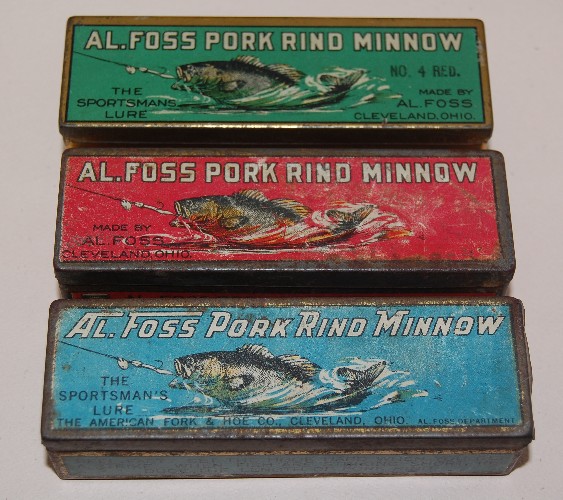 AL. FOSS PORK RIND MINNOW
NO. 4 RED.
THE
SPORTSMANS
LURE
MADE BY
AL. FOSS
CLEVELAND, OHIO.
AL. FOSS PORK RIND MINNOW
MADE BY
AL. FOSS
CLEVELAND, OHIO.
AL. FOSS PORK RIND MINNOW
THE
SPORTSMAN'S
LURE
THE AMERICAN FORK & HOE CO., CLEVELAND, OHIO. AL. FOSS DEPARTMENT